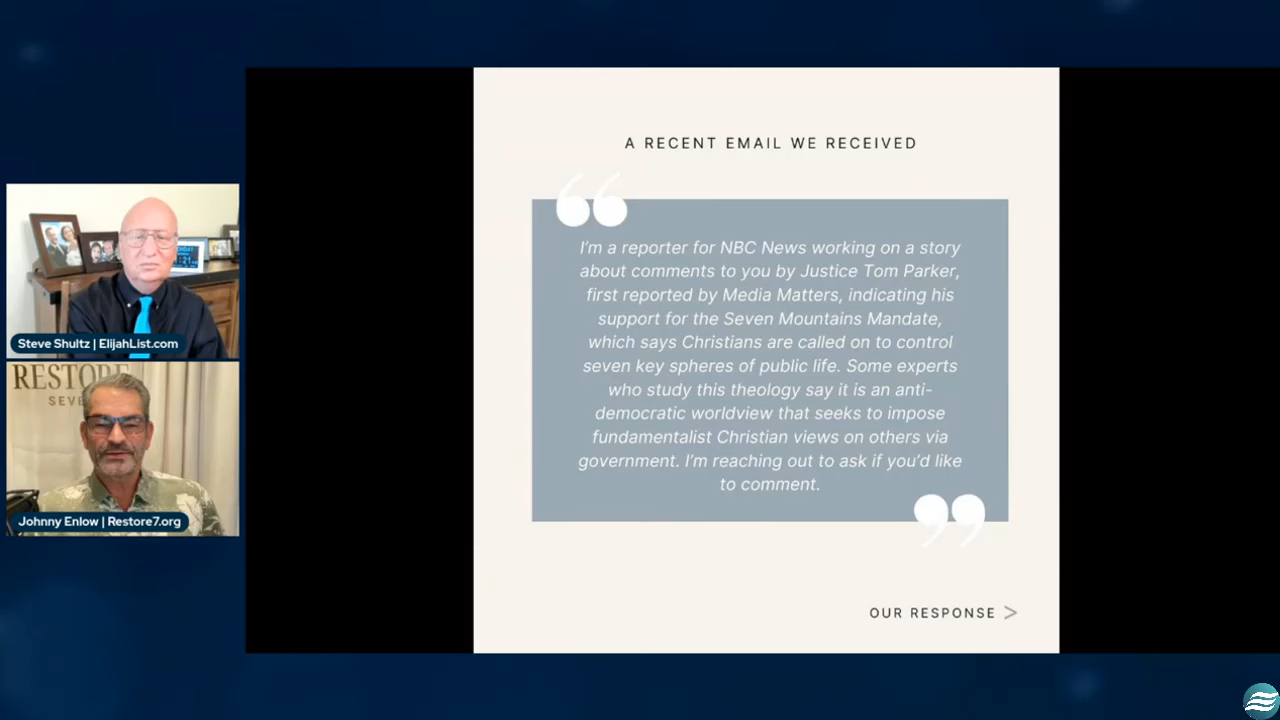 A RECENT EMAIL WE RECEIVED
I'm a reporter for NBC News working on a story
about comments to you by Justice Tom Parker,
first reported by Media Matters, indicating his
support for the Seven Mountains Mandate,
which says Christians are called on to control
seven key spheres of public life. Some experts
who study this theology say it is an anti-
democratic worldview that seeks to impose
fundamentalist Christian views on others via
government. I'm reaching out to ask if you'd like
to comment.
OUR RESPONSE >
Steve Shultz | ElijahList.com
RESTORE
SEVE
Johnny Enlow | Restore7.org